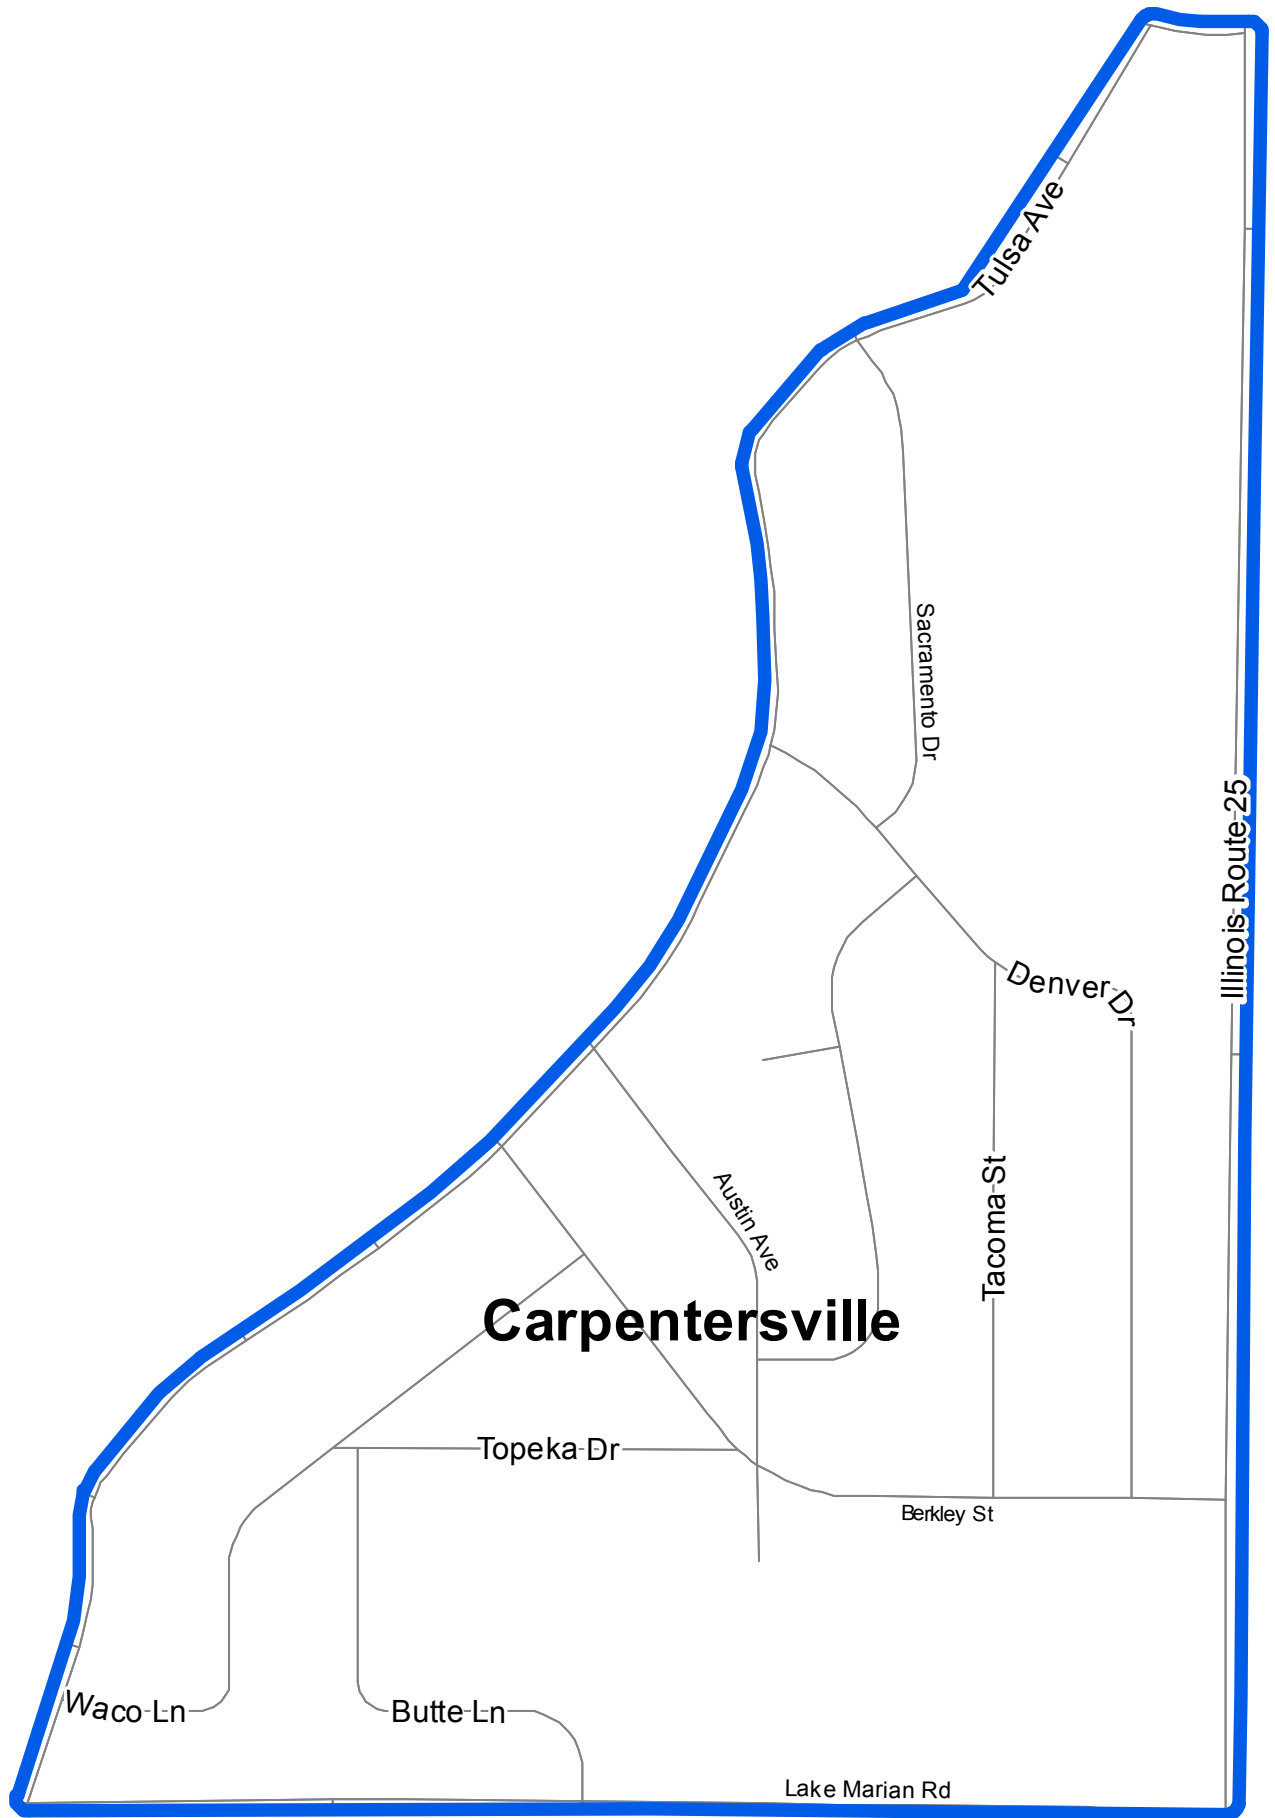 Tulsa Ave
Sacramento Dr
Illinois Route 25
Denver Dr
Austin Ave
Tacoma St
Carpentersville
Topeka Dr
Berkley St
Waco Ln
Butte Ln
Lake Marian Rd